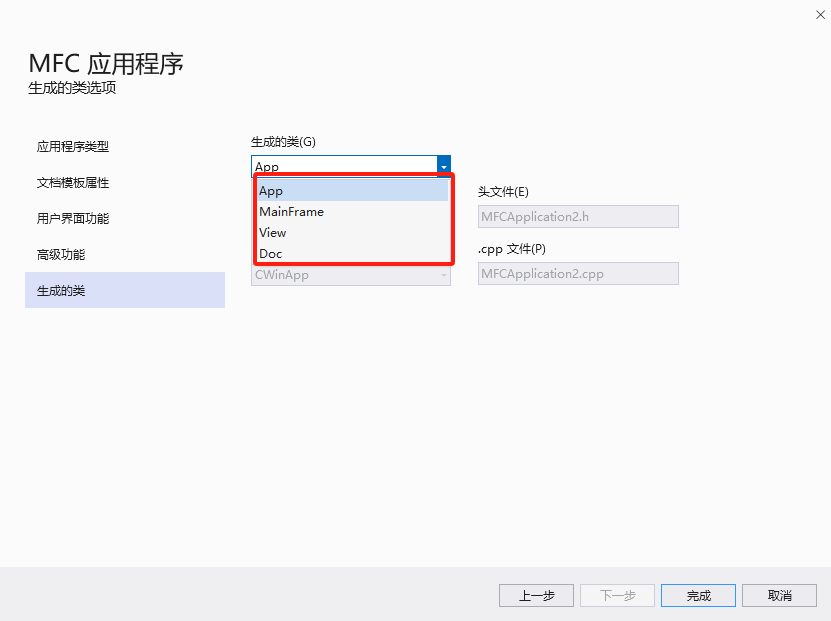 MFC 应用程序
生成的类选项
应用程序类型
文档模板属性
用户界面功能
高级功能
生成的类
生成的类(G)
App
App
MainFrame
View
Doc
CWinApp
头文件(E)
MFCApplication2.h
.cpp 文件(P)
MFCApplication2.cpp
上一步
下一步
完成
取消